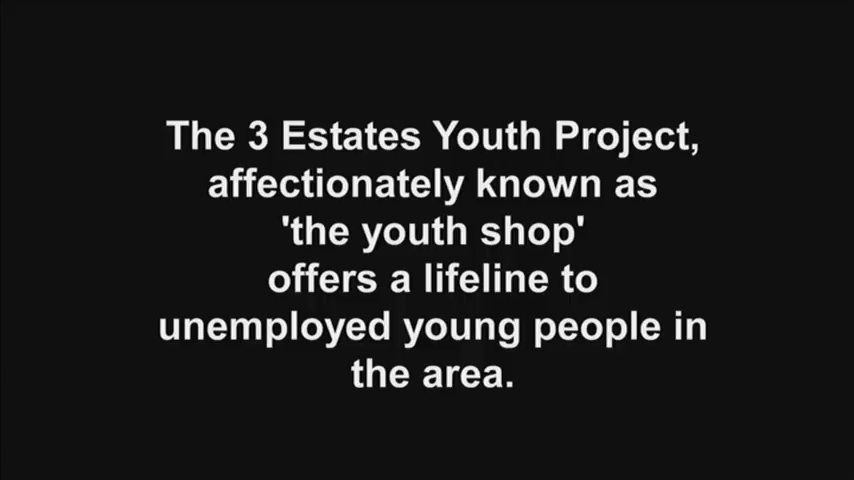 The 3 Estates Youth Project,
affectionately known as
'the youth shop'
offers a lifeline to
unemployed young people in
the area.